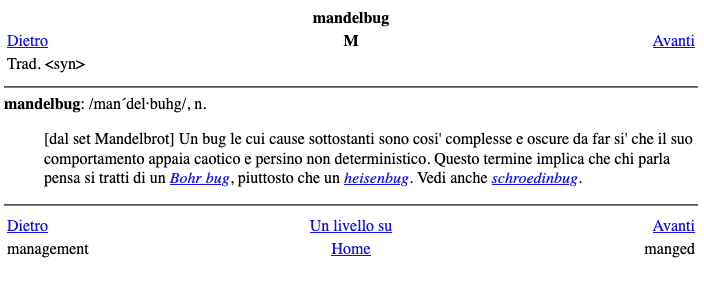 mandelbug
Dietro M Avanti
Trad. <syn>
mandelbug: /man´del·buhg/, n.
[dal set Mandelbrot] Un bug le cui cause sottostanti sono cosi' complesse e oscure da far si' che il suo
comportamento appaia caotico e persino non deterministico. Questo termine implica che chi parla
pensa si tratti di un Bohr bug, piuttosto che un heisenbug. Vedi anche schroedinbug.
Dietro Un livello su Avanti
management Home manged